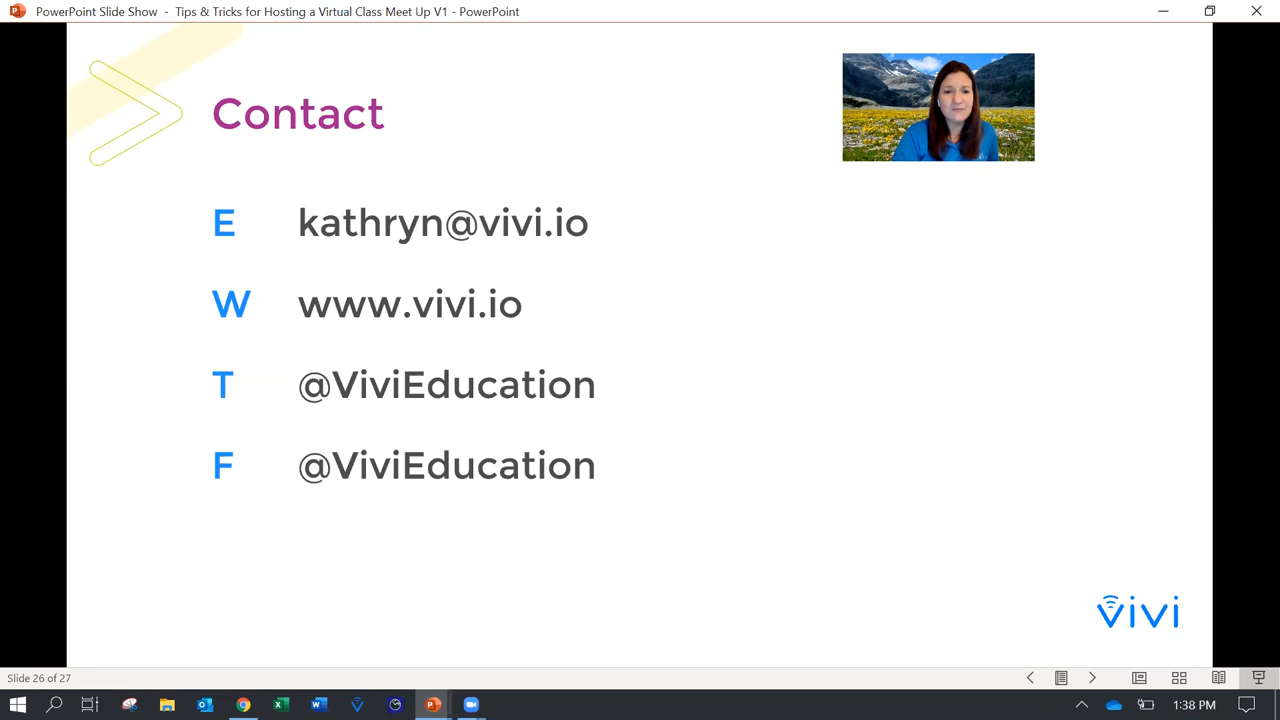 PowerPoint Slide Show - Tips & Tricks for Hosting a Virtual Class Meet Up V1 - PowerPoint
Contact
E kathryn@vivi.io
W www.vivi.io
T @ViviEducation
F @ViviEducation
vivi
Slide 26 of 27
1:38 PM